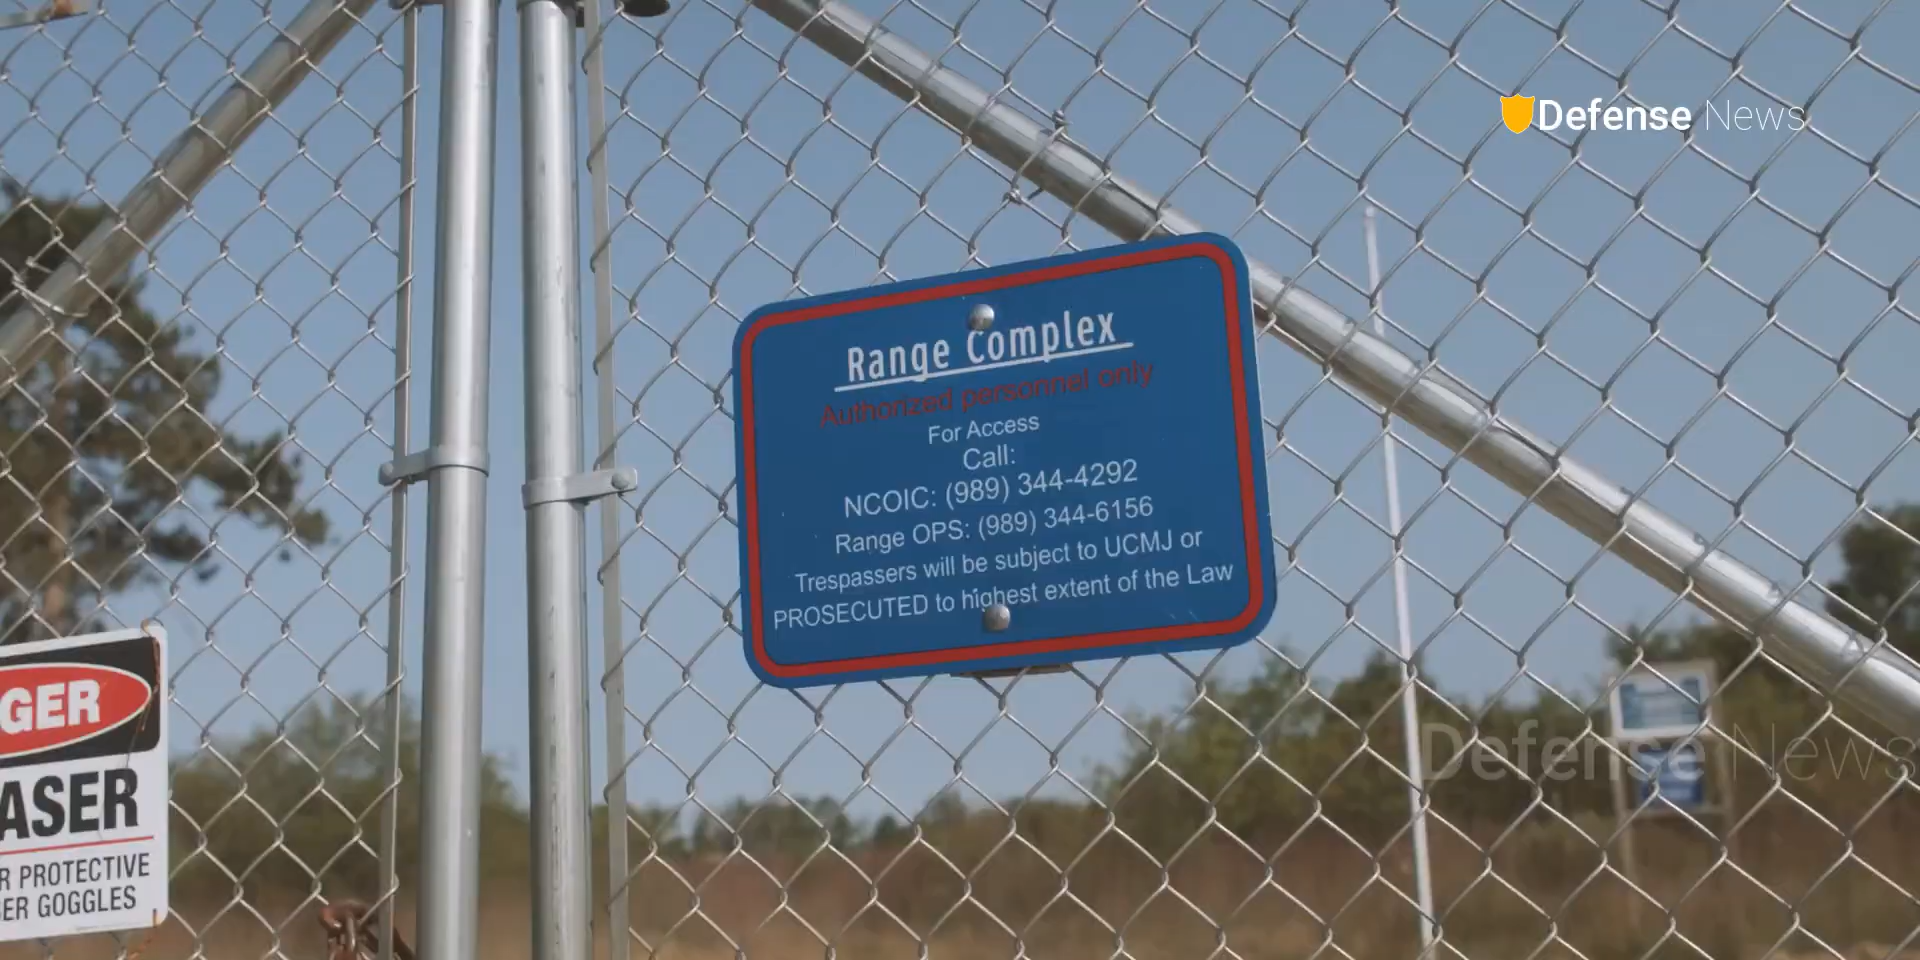 Defense News
Range Complex
Authorized personnel only
For Access
Call:
NCOIC: (989) 344-4292
Range OPS: (989) 344-6156
Trespassers will be subject to UCMJ or
PROSECUTED to highest extent of the Law
GER
ASER
R PROTECTIVE
ER GOGGLES
Defense News